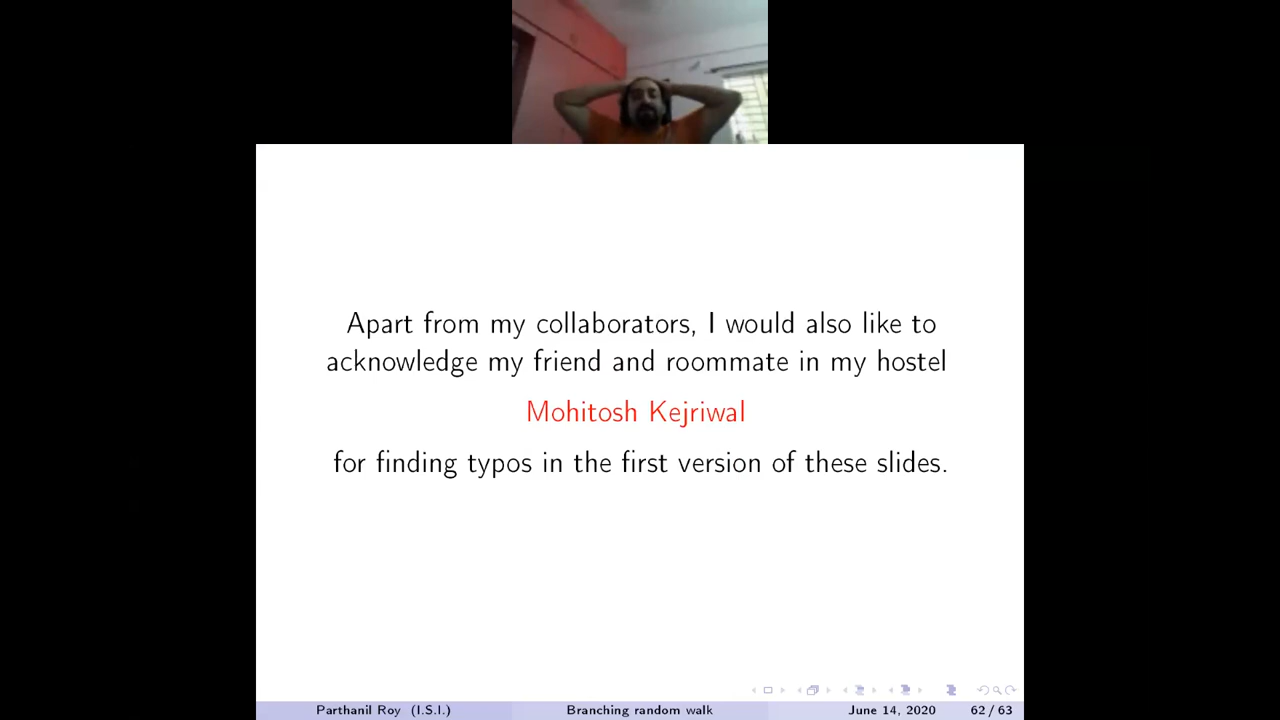 Apart from my collaborators, I would also like to
acknowledge my friend and roommate in my hostel
Mohitosh Kejriwal
for finding typos in the first version of these slides.
Parthanil Roy (I.S.I.) Branching random walk June 14, 2020 62 / 63